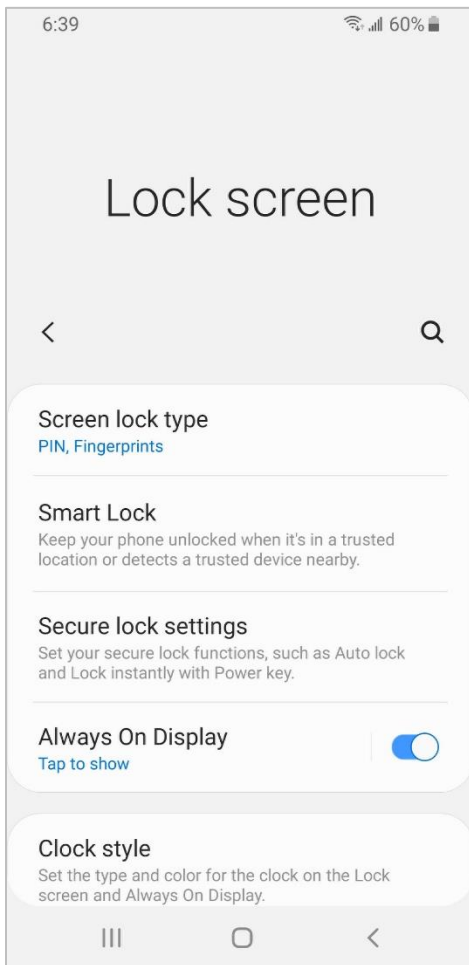 6:39 60%
Lock screen
Screen lock type
PIN, Fingerprints
Smart Lock
Keep your phone unlocked when it's in a trusted
location or detects a trusted device nearby.
Secure lock settings
Set your secure lock functions, such as Auto lock
and Lock instantly with Power key.
Always On Display
Tap to show
Clock style
Set the type and color for the clock on the Lock
screen and Always On Display.